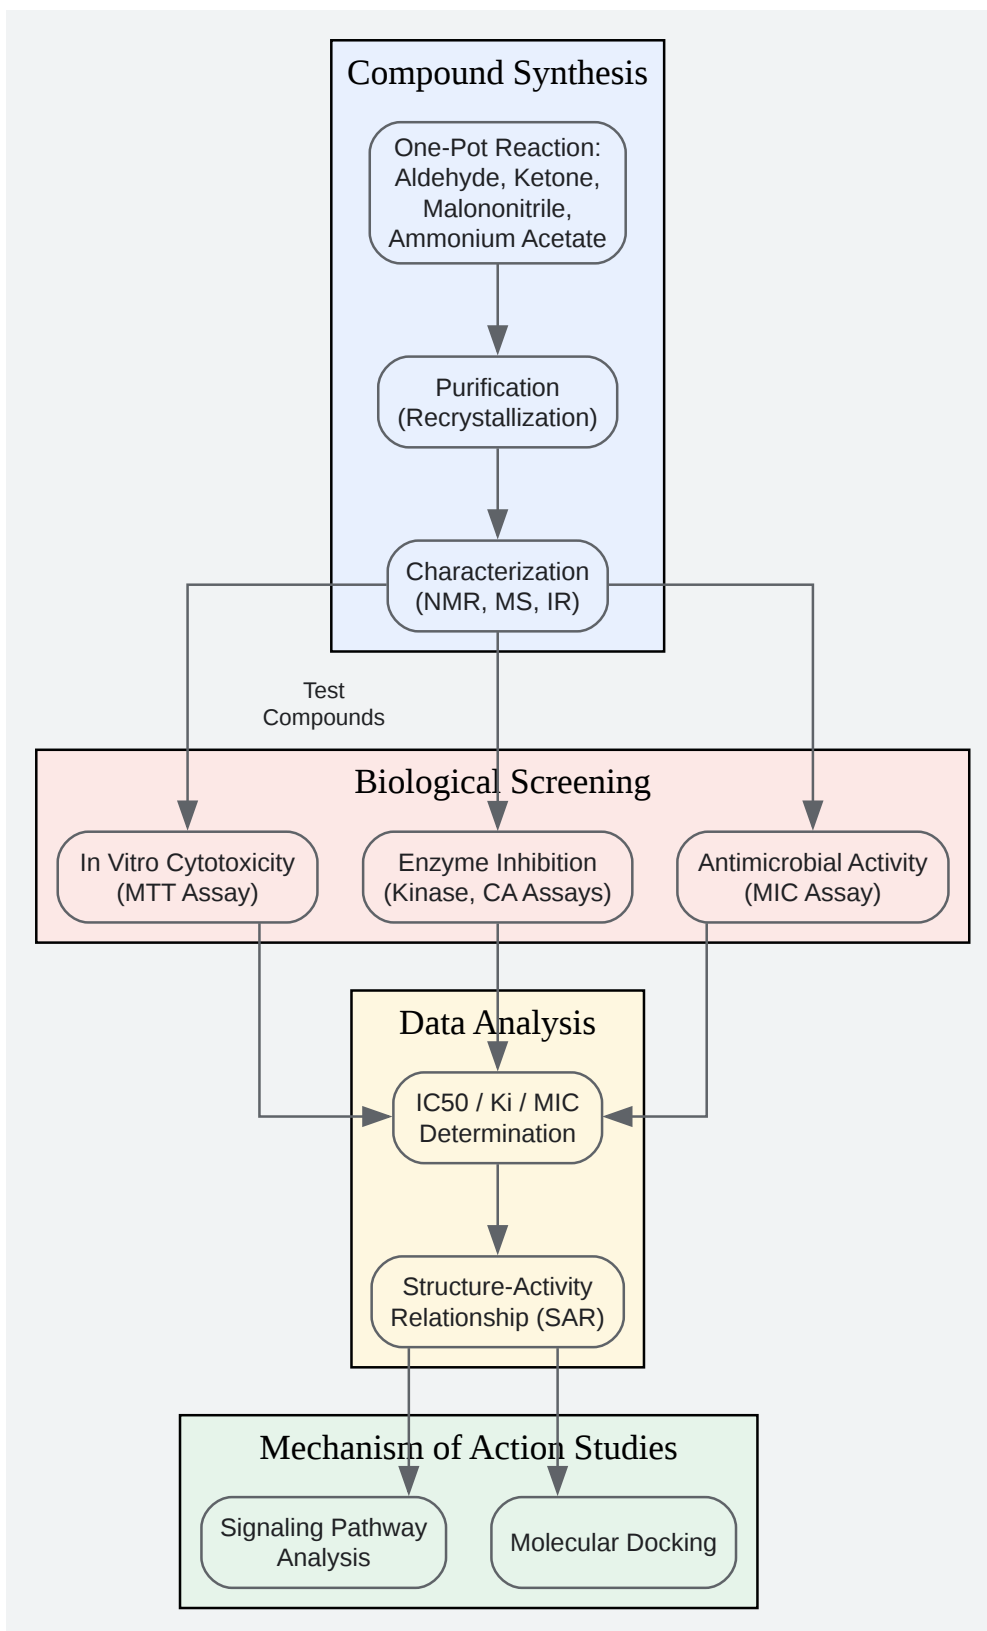 Compound Synthesis
One-Pot Reaction:
Aldehyde, Ketone,
Malononitrile,
Ammonium Acetate
Purification
(Recrystallization)
Characterization
(NMR, MS, IR)
Test
Compounds
Biological Screening
In Vitro Cytotoxicity
(MTT Assay)
Enzyme Inhibition
(Kinase, CA Assays)
Antimicrobial Activity
(MIC Assay)
Data Analysis
IC50 / Ki / MIC
Determination
Structure-Activity
Relationship (SAR)
Mechanism of Action Studies
Signaling Pathway
Analysis
Molecular Docking